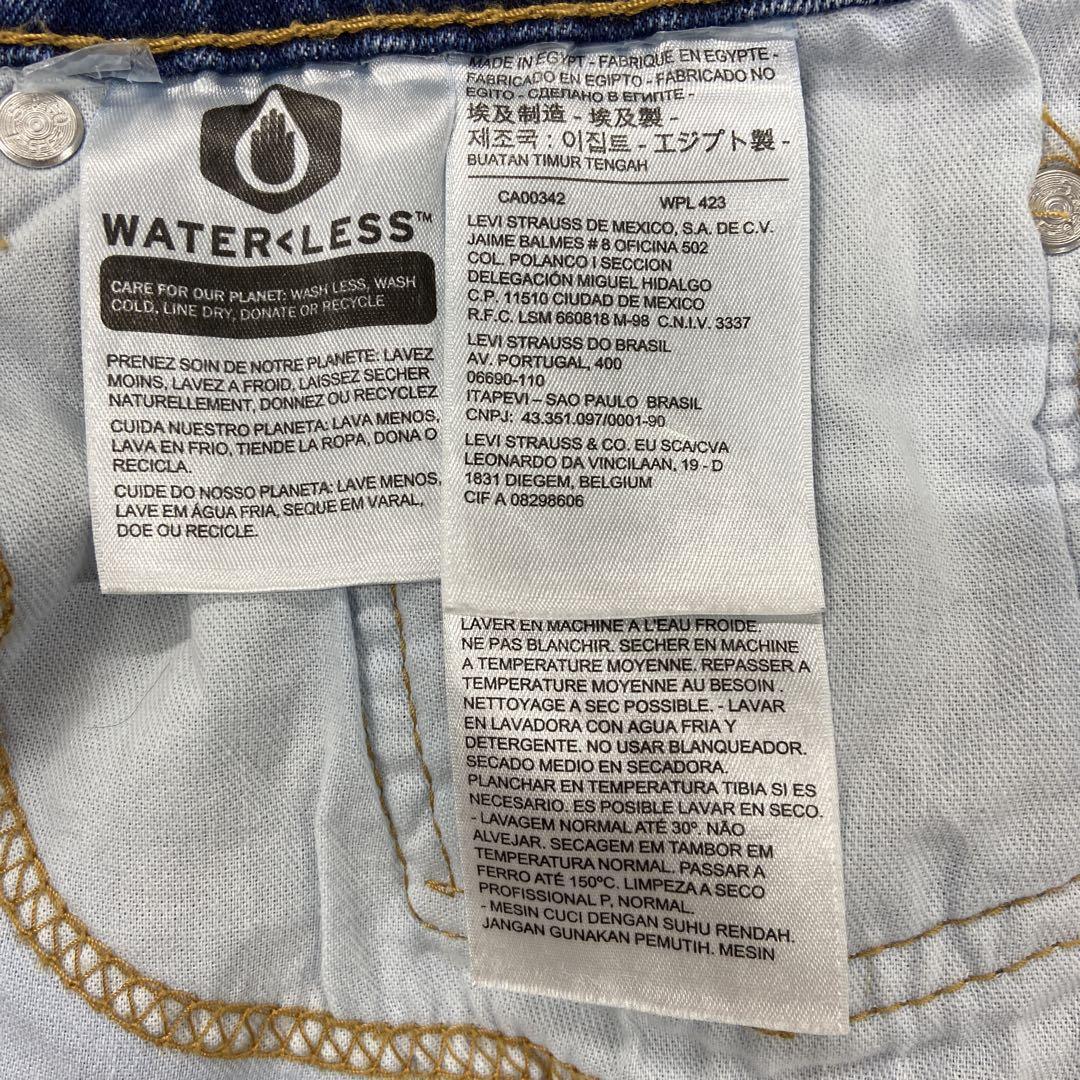 WATER<LESS™
CARE FOR OUR PLANET: WASH LESS, WASH
COLD, LINE DRY, DONATE OR RECYCLE
PRENEZ SOIN DE NOTRE PLANETE: LAVEZ
MOINS, LAVEZ A FROID, LAISSEZ SECHER
NATURELLEMENT, DONNEZ OU RECYCLEZ
CUIDA NUESTRO PLANETA: LAVA MENOS,
LAVA EN FRIO, TIENDE LA ROPA, DONA O
RECICLA.
CUIDE DO NOSSO PLANETA: LAVE MENOS,
LAVE EM ÁGUA FRIA, SEQUE EM VARAL,
DOE OU RECICLE.
MADE IN EGYPT - FABRIQUE EN EGYPTE -
FABRICADO EN EGIPTO - FABRICADO NO
EGITO - СДЕЛАНО В ЕГИПТЕ -
埃及制造 - 埃及製 -
제조국 : 이집트 - エジプト製 -
BUATAN TIMUR TENGAH
CA00342 WPL 423
LEVI STRAUSS DE MEXICO, S.A. DE C.V.
JAIME BALMES # 8 OFICINA 502
COL. POLANCO I SECCION
DELEGACIÓN MIGUEL HIDALGO
C.P. 11510 CIUDAD DE MEXICO
R.F.C. LSM 660818 M-98 C.N.I.V. 3337
LEVI STRAUSS DO BRASIL
AV. PORTUGAL, 400
06690-110
ITAPEVI – SAO PAULO BRASIL
CNPJ: 43.351.097/0001-90
LEVI STRAUSS & CO. EU SCA/CVA
LEONARDO DA VINCILAAN, 19 - D
1831 DIEGEM, BELGIUM
CIF A 08298606
LAVER EN MACHINE A L'EAU FROIDE.
NE PAS BLANCHIR. SECHER EN MACHINE
A TEMPERATURE MOYENNE. REPASSER A
TEMPERATURE MOYENNE AU BESOIN .
NETTOYAGE A SEC POSSIBLE. - LAVAR
EN LAVADORA CON AGUA FRIA Y
DETERGENTE. NO USAR BLANQUEADOR.
SECADO MEDIO EN SECADORA.
PLANCHAR EN TEMPERATURA TIBIA SI ES
NECESARIO. ES POSIBLE LAVAR EN SECO.
- LAVAGEM NORMAL ATÉ 30º. NÃO
ALVEJAR. SECAGEM EM TAMBOR EM
TEMPERATURA NORMAL. PASSAR A
FERRO ATÉ 150ºC. LIMPEZA A SECO
PROFISSIONAL P, NORMAL.
- MESIN CUCI DENGAN SUHU RENDAH.
JANGAN GUNAKAN PEMUTIH. MESIN